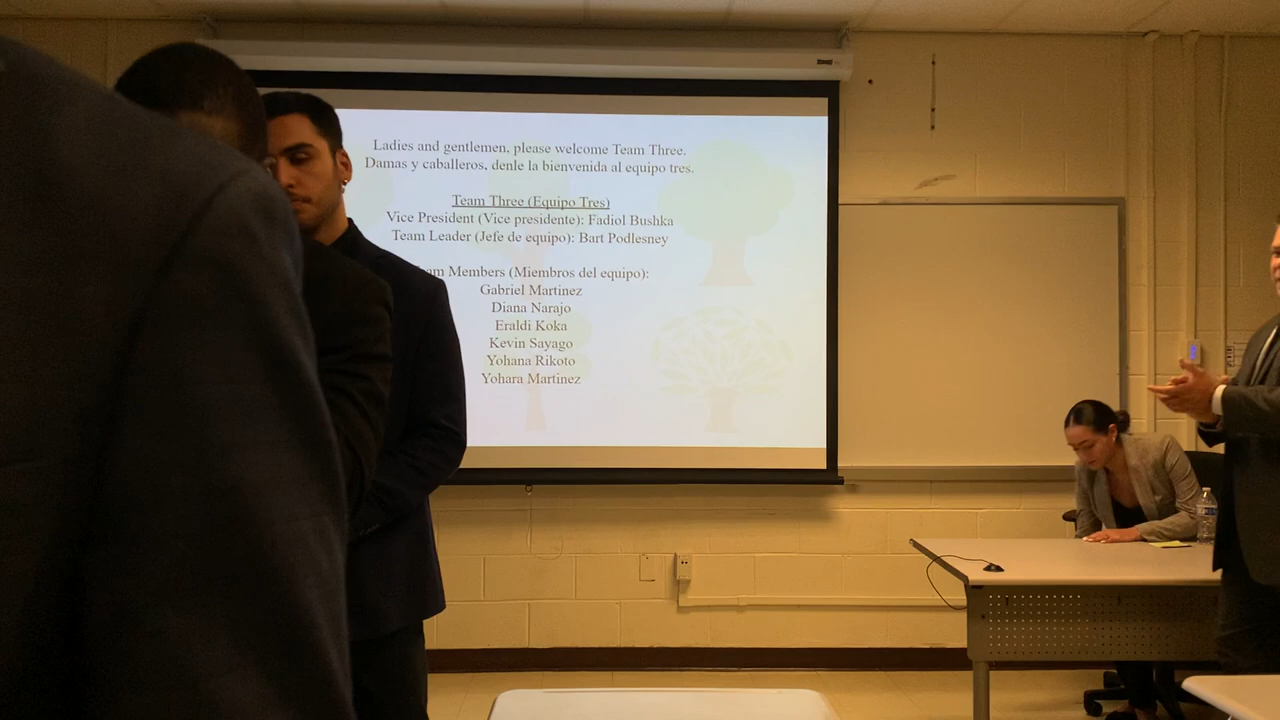 Ladies and gentlemen, please welcome Team Three.
Damas y caballeros, denle la bienvenida al equipo tres.
Team Three (Equipo Tres)
Vice President (Vice presidente): Fadiol Bushka
Team Leader (Jefe de equipo): Bart Podlesney
Members (Miembros del equipo):
Gabriel Martinez
Diana Narajo
Eraldi Koka
Kevin Sayago
Yohana Rikoto
Yohara Martinez